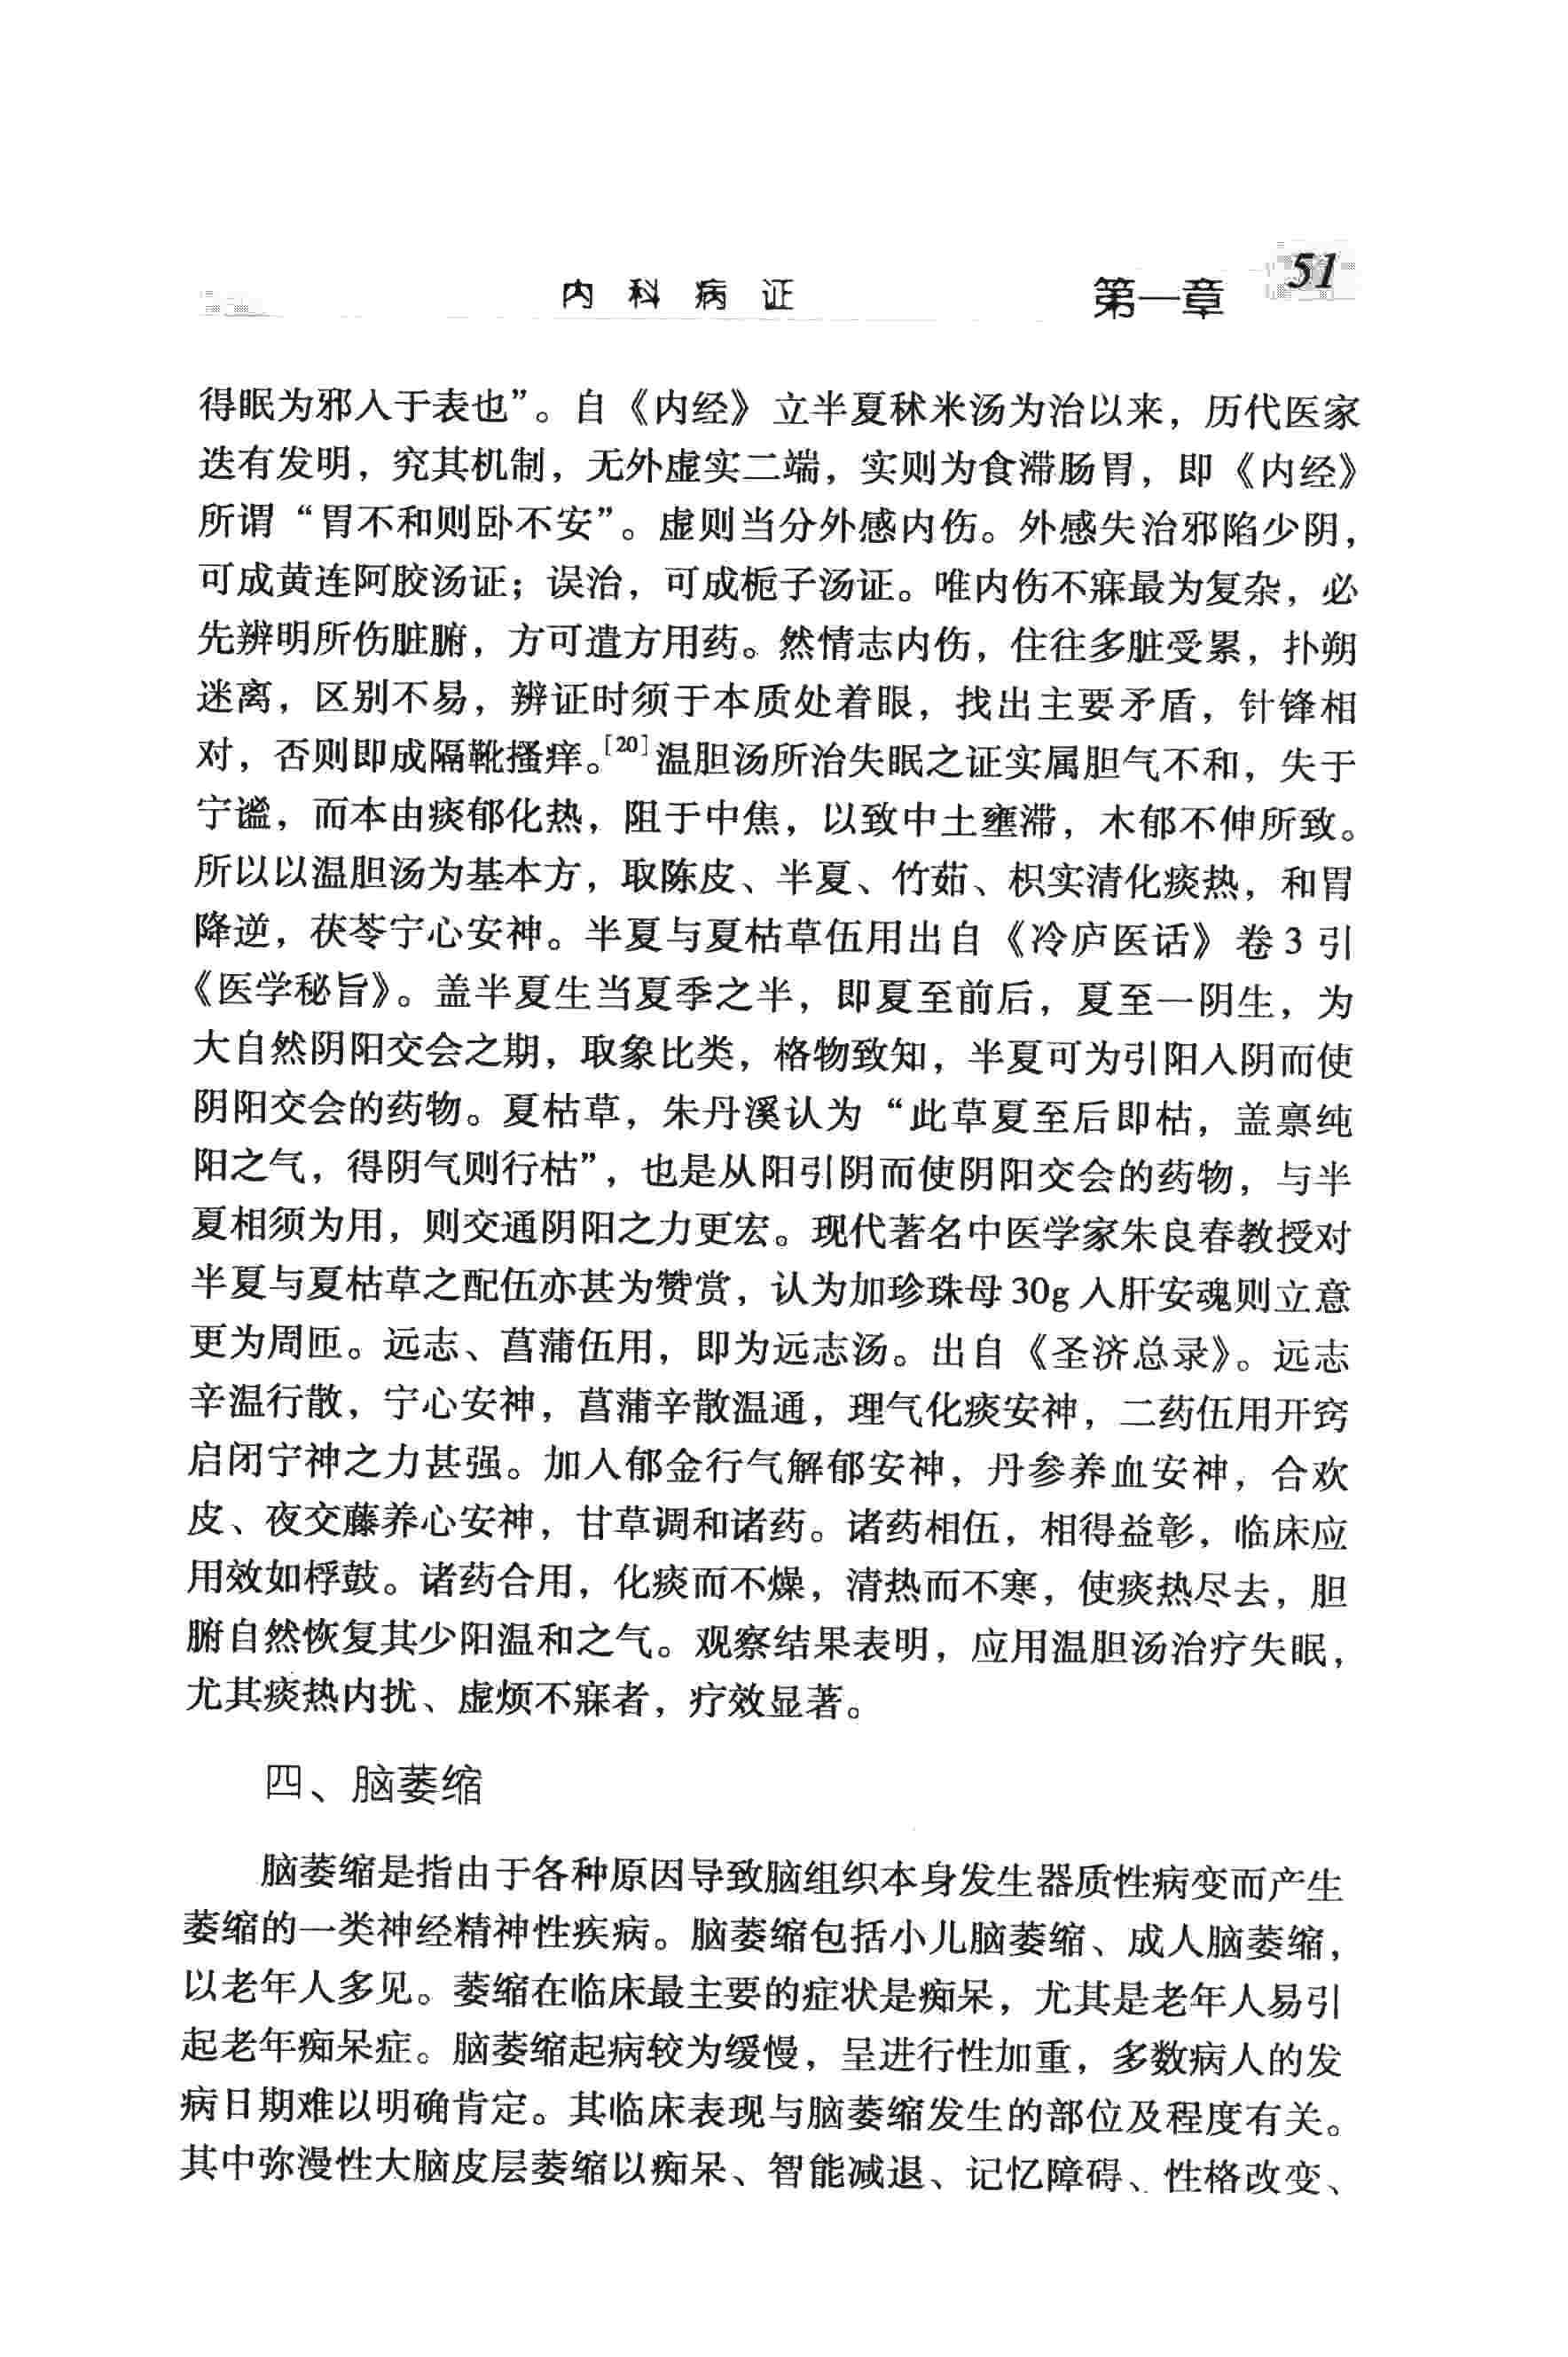 内科病证 第一章 51
得眠为邪入于表也”。自《内经》立半夏秫米汤为治以来，历代医家
迭有发明，究其机制，无外虚实二端，实则为食滞肠胃，即《内经》
所谓“胃不和则卧不安”。虚则当分外感内伤。外感失治邪陷少阴，
可成黄连阿胶汤证；误治，可成栀子汤证。唯内伤不寐最为复杂，必
先辨明所伤脏腑，方可遣方用药。然情志内伤，住往多脏受累，扑朔
迷离，区别不易，辨证时须于本质处着眼，找出主要矛盾，针锋相
对，否则即成隔靴搔痒。[20]温胆汤所治失眠之证实属胆气不和，失于
宁谧，而本由痰郁化热，阻于中焦，以致中土壅滞，木郁不伸所致。
所以以温胆汤为基本方，取陈皮、半夏、竹茹、枳实清化痰热，和胃
降逆，茯苓宁心安神。半夏与夏枯草伍用出自《冷庐医话》卷3引
《医学秘旨》。盖半夏生当夏季之半，即夏至前后，夏至一阴生，为
大自然阴阳交会之期，取象比类，格物致知，半夏可为引阳入阴而使
阴阳交会的药物。夏枯草，朱丹溪认为“此草夏至后即枯，盖禀纯
阳之气，得阴气则行枯”，也是从阳引阴而使阴阳交会的药物，与半
夏相须为用，则交通阴阳之力更宏。现代著名中医学家朱良春教授对
半夏与夏枯草之配伍亦甚为赞赏，认为加珍珠母30g入肝安魂则立意
更为周匝。远志、菖蒲伍用，即为远志汤。出自《圣济总录》。远志
辛温行散，宁心安神，菖蒲辛散温通，理气化痰安神，二药伍用开窍
启闭宁神之力甚强。加入郁金行气解郁安神，丹参养血安神，合欢
皮、夜交藤养心安神，甘草调和诸药。诸药相伍，相得益彰，临床应
用效如桴鼓。诸药合用，化痰而不燥，清热而不寒，使痰热尽去，胆
腑自然恢复其少阳温和之气。观察结果表明，应用温胆汤治疗失眠，
尤其痰热内扰、虚烦不寐者，疗效显著。
四、脑萎缩
脑萎缩是指由于各种原因导致脑组织本身发生器质性病变而产生
萎缩的一类神经精神性疾病。脑萎缩包括小儿脑萎缩、成人脑萎缩，
以老年人多见。萎缩在临床最主要的症状是痴呆，尤其是老年人易引
起老年痴呆症。脑萎缩起病较为缓慢，呈进行性加重，多数病人的发
病日期难以明确肯定。其临床表现与脑萎缩发生的部位及程度有关。
其中弥漫性大脑皮层萎缩以痴呆、智能减退、记忆障碍、性格改变、